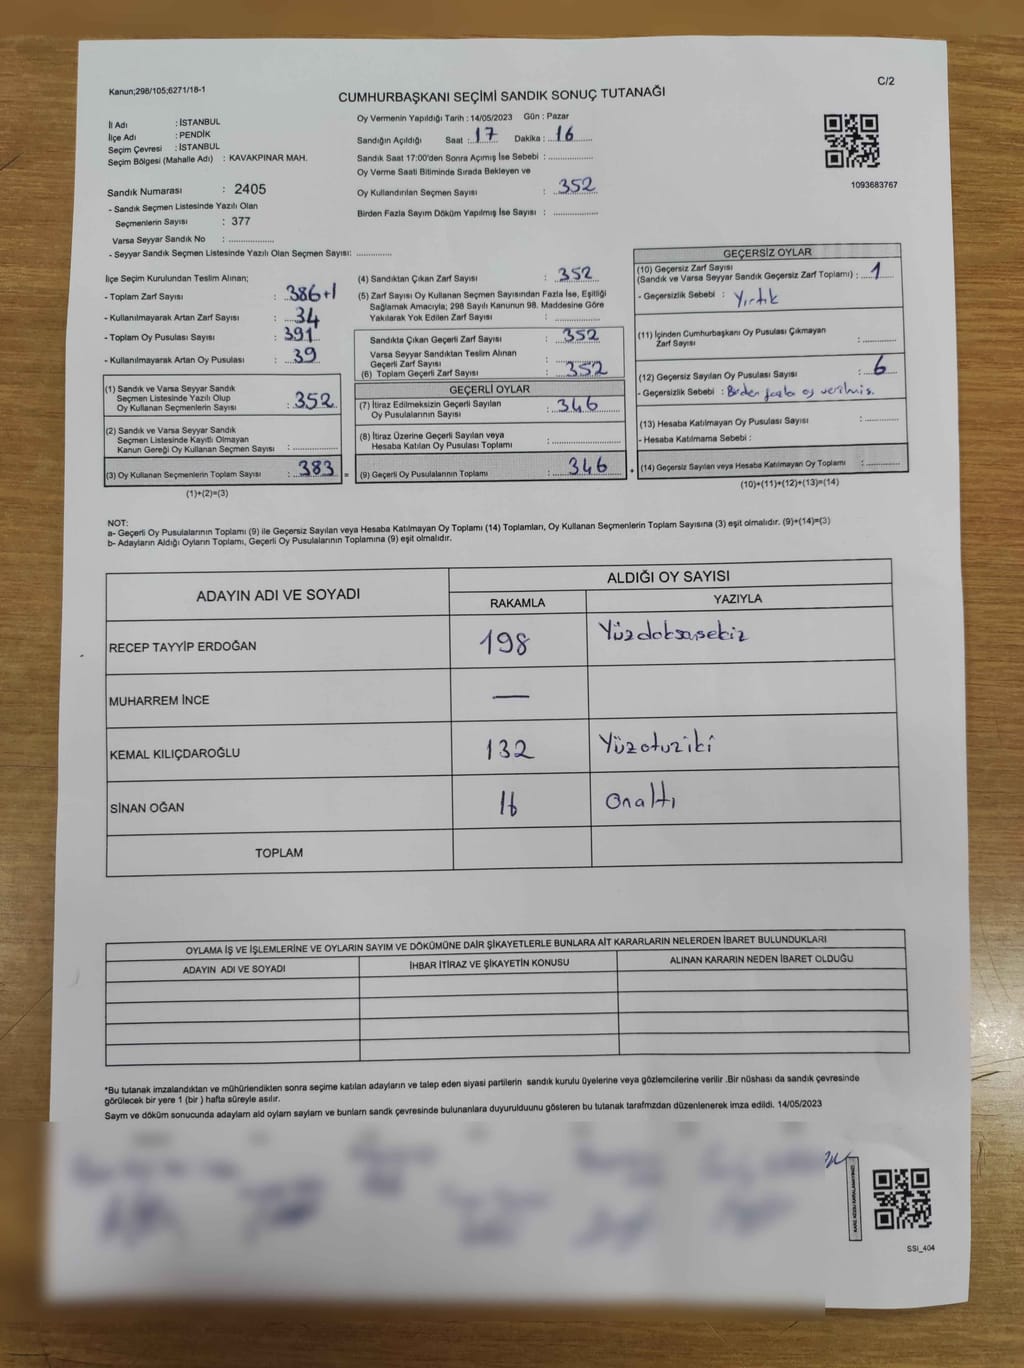 Kanun;298/105;6271/18-1
C/2
CUMHURBAŞKANI SEÇİMİ SANDIK SONUÇ TUTANAĞI
İl Adı : İSTANBUL
İlçe Adı : PENDİK
Seçim Çevresi : İSTANBUL
Seçim Bölgesi (Mahalle Adı) : KAVAKPINAR MAH.
Sandık Numarası : 2405
- Sandık Seçmen Listesinde Yazılı Olan
Seçmenlerin Sayısı : 377
Varsa Seyyar Sandık No : ..................
- Seyyar Sandık Seçmen Listesinde Yazılı Olan Seçmen Sayısı: .............
Oy Vermenin Yapıldığı Tarih : 14/05/2023 Gün : Pazar
Sandığın Açıldığı Saat : 17 Dakika : 16
Sandık Saat 17:00'den Sonra Açımış İse Sebebi : ..............
Oy Verme Saati Bitiminde Sırada Bekleyen ve
Oy Kullandırılan Seçmen Sayısı : 352
Birden Fazla Sayım Döküm Yapılmış İse Sayısı : ..............
1093683767
İlçe Seçim Kurulundan Teslim Alınan;
- Toplam Zarf Sayısı : 386+1
- Kullanılmayarak Artan Zarf Sayısı : 34
- Toplam Oy Pusulası Sayısı : 391
- Kullanılmayarak Artan Oy Pusulası : 39
(1) Sandık ve Varsa Seyyar Sandık
Seçmen Listesinde Yazılı Olup
Oy Kullanan Seçmenlerin Sayısı : 352
(2) Sandık ve Varsa Seyyar Sandık
Seçmen Listesinde Kayıtlı Olmayan
Kanun Gereği Oy Kullanan Seçmen Sayısı : ..............
(3) Oy Kullanan Seçmenlerin Toplam Sayısı : 383 =
(1)+(2)=(3)
(4) Sandıktan Çıkan Zarf Sayısı : 352
(5) Zarf Sayısı Oy Kullanan Seçmen Sayısından Fazla İse, Eşitliği
Sağlamak Amacıyla; 298 Sayılı Kanunun 98. Maddesine Göre
Yakılarak Yok Edilen Zarf Sayısı : ..............
Sandıkta Çıkan Geçerli Zarf Sayısı : 352
Varsa Seyyar Sandıktan Teslim Alınan
Geçerli Zarf Sayısı : ..............
(6) Toplam Geçerli Zarf Sayısı : 352
GEÇERLİ OYLAR
(7) İtiraz Edilmeksizin Geçerli Sayılan
Oy Pusulalarının Sayısı : 346
(8) İtiraz Üzerine Geçerli Sayılan veya
Hesaba Katılan Oy Pusulası Toplamı : ..............
(9) Geçerli Oy Pusulalarının Toplamı : 346 +
GEÇERSİZ OYLAR
(10) Geçersiz Zarf Sayısı
(Sandık ve Varsa Seyyar Sandık Geçersiz Zarf Toplamı) : 1
- Geçersizlik Sebebi : Yırtık
(11) İçinden Cumhurbaşkanı Oy Pusulası Çıkmayan
Zarf Sayısı : ..........
(12) Geçersiz Sayılan Oy Pusulası Sayısı : 6
- Geçersizlik Sebebi : Birden fazla oy verilmiş.
(13) Hesaba Katılmayan Oy Pusulası Sayısı : ..........
- Hesaba Katılmama Sebebi :
(14) Geçersiz Sayılan veya Hesaba Katılmayan Oy Toplamı : ..........
(10)+(11)+(12)+(13)=(14)
NOT:
a- Geçerli Oy Pusulalarının Toplamı (9) ile Geçersiz Sayılan veya Hesaba Katılmayan Oy Toplamı (14) Toplamları, Oy Kullanan Seçmenlerin Toplam Sayısına (3) eşit olmalıdır. (9)+(14)=(3)
b- Adayların Aldığı Oyların Toplamı, Geçerli Oy Pusulalarının Toplamına (9) eşit olmalıdır.
ADAYIN ADI VE SOYADI
ALDIĞI OY SAYISI
RAKAMLA YAZIYLA
RECEP TAYYİP ERDOĞAN 198 Yüzdoksasekiz
MUHARREM İNCE —
KEMAL KILIÇDAROĞLU 132 Yüzotuziki
SİNAN OĞAN 16 Onaltı
TOPLAM
OYLAMA İŞ VE İŞLEMLERİNE VE OYLARIN SAYIM VE DÖKÜMÜNE DAİR ŞİKAYETLERLE BUNLARA AİT KARARLARIN NELERDEN İBARET BULUNDUKLARI
ADAYIN ADI VE SOYADI İHBAR İTİRAZ VE ŞİKAYETİN KONUSU ALINAN KARARIN NEDEN İBARET OLDUĞU
*Bu tutanak imzalandıktan ve mühürlendikten sonra seçime katılan adayların ve talep eden siyasi partilerin sandık kurulu üyelerine veya gözlemcilerine verilir .Bir nüshası da sandık çevresinde
görülecek bir yere 1 (bir ) hafta süreyle asılır.
Saym ve döküm sonucunda adaylarn ald oylarn saylarn ve bunlarn sandk çevresinde bulunanlara duyurulduunu gösteren bu tutanak tarafmzdan düzenlenerek imza edildi. 14/05/2023
SSI_404